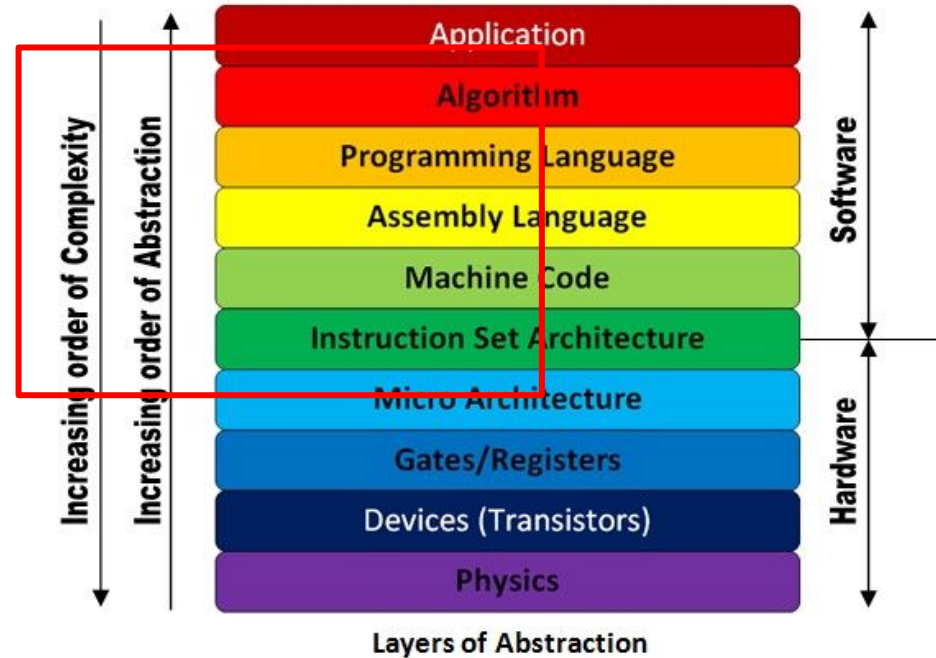 Application
Algorithm
Programming Language
Assembly Language
Machine Code
Instruction Set Architecture
Micro Architecture
Gates/Registers
Devices (Transistors)
Physics
Increasing order of Complexity
Increasing order of Abstraction
Software
Hardware
Layers of Abstraction